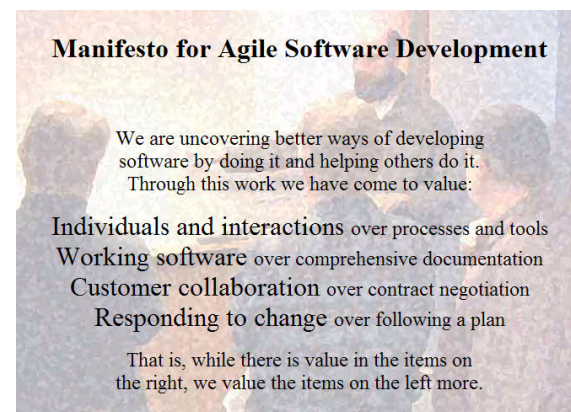 Manifesto for Agile Software Development
We are uncovering better ways of developing
software by doing it and helping others do it.
Through this work we have come to value:
Individuals and interactions over processes and tools
Working software over comprehensive documentation
Customer collaboration over contract negotiation
Responding to change over following a plan
That is, while there is value in the items on
the right, we value the items on the left more.